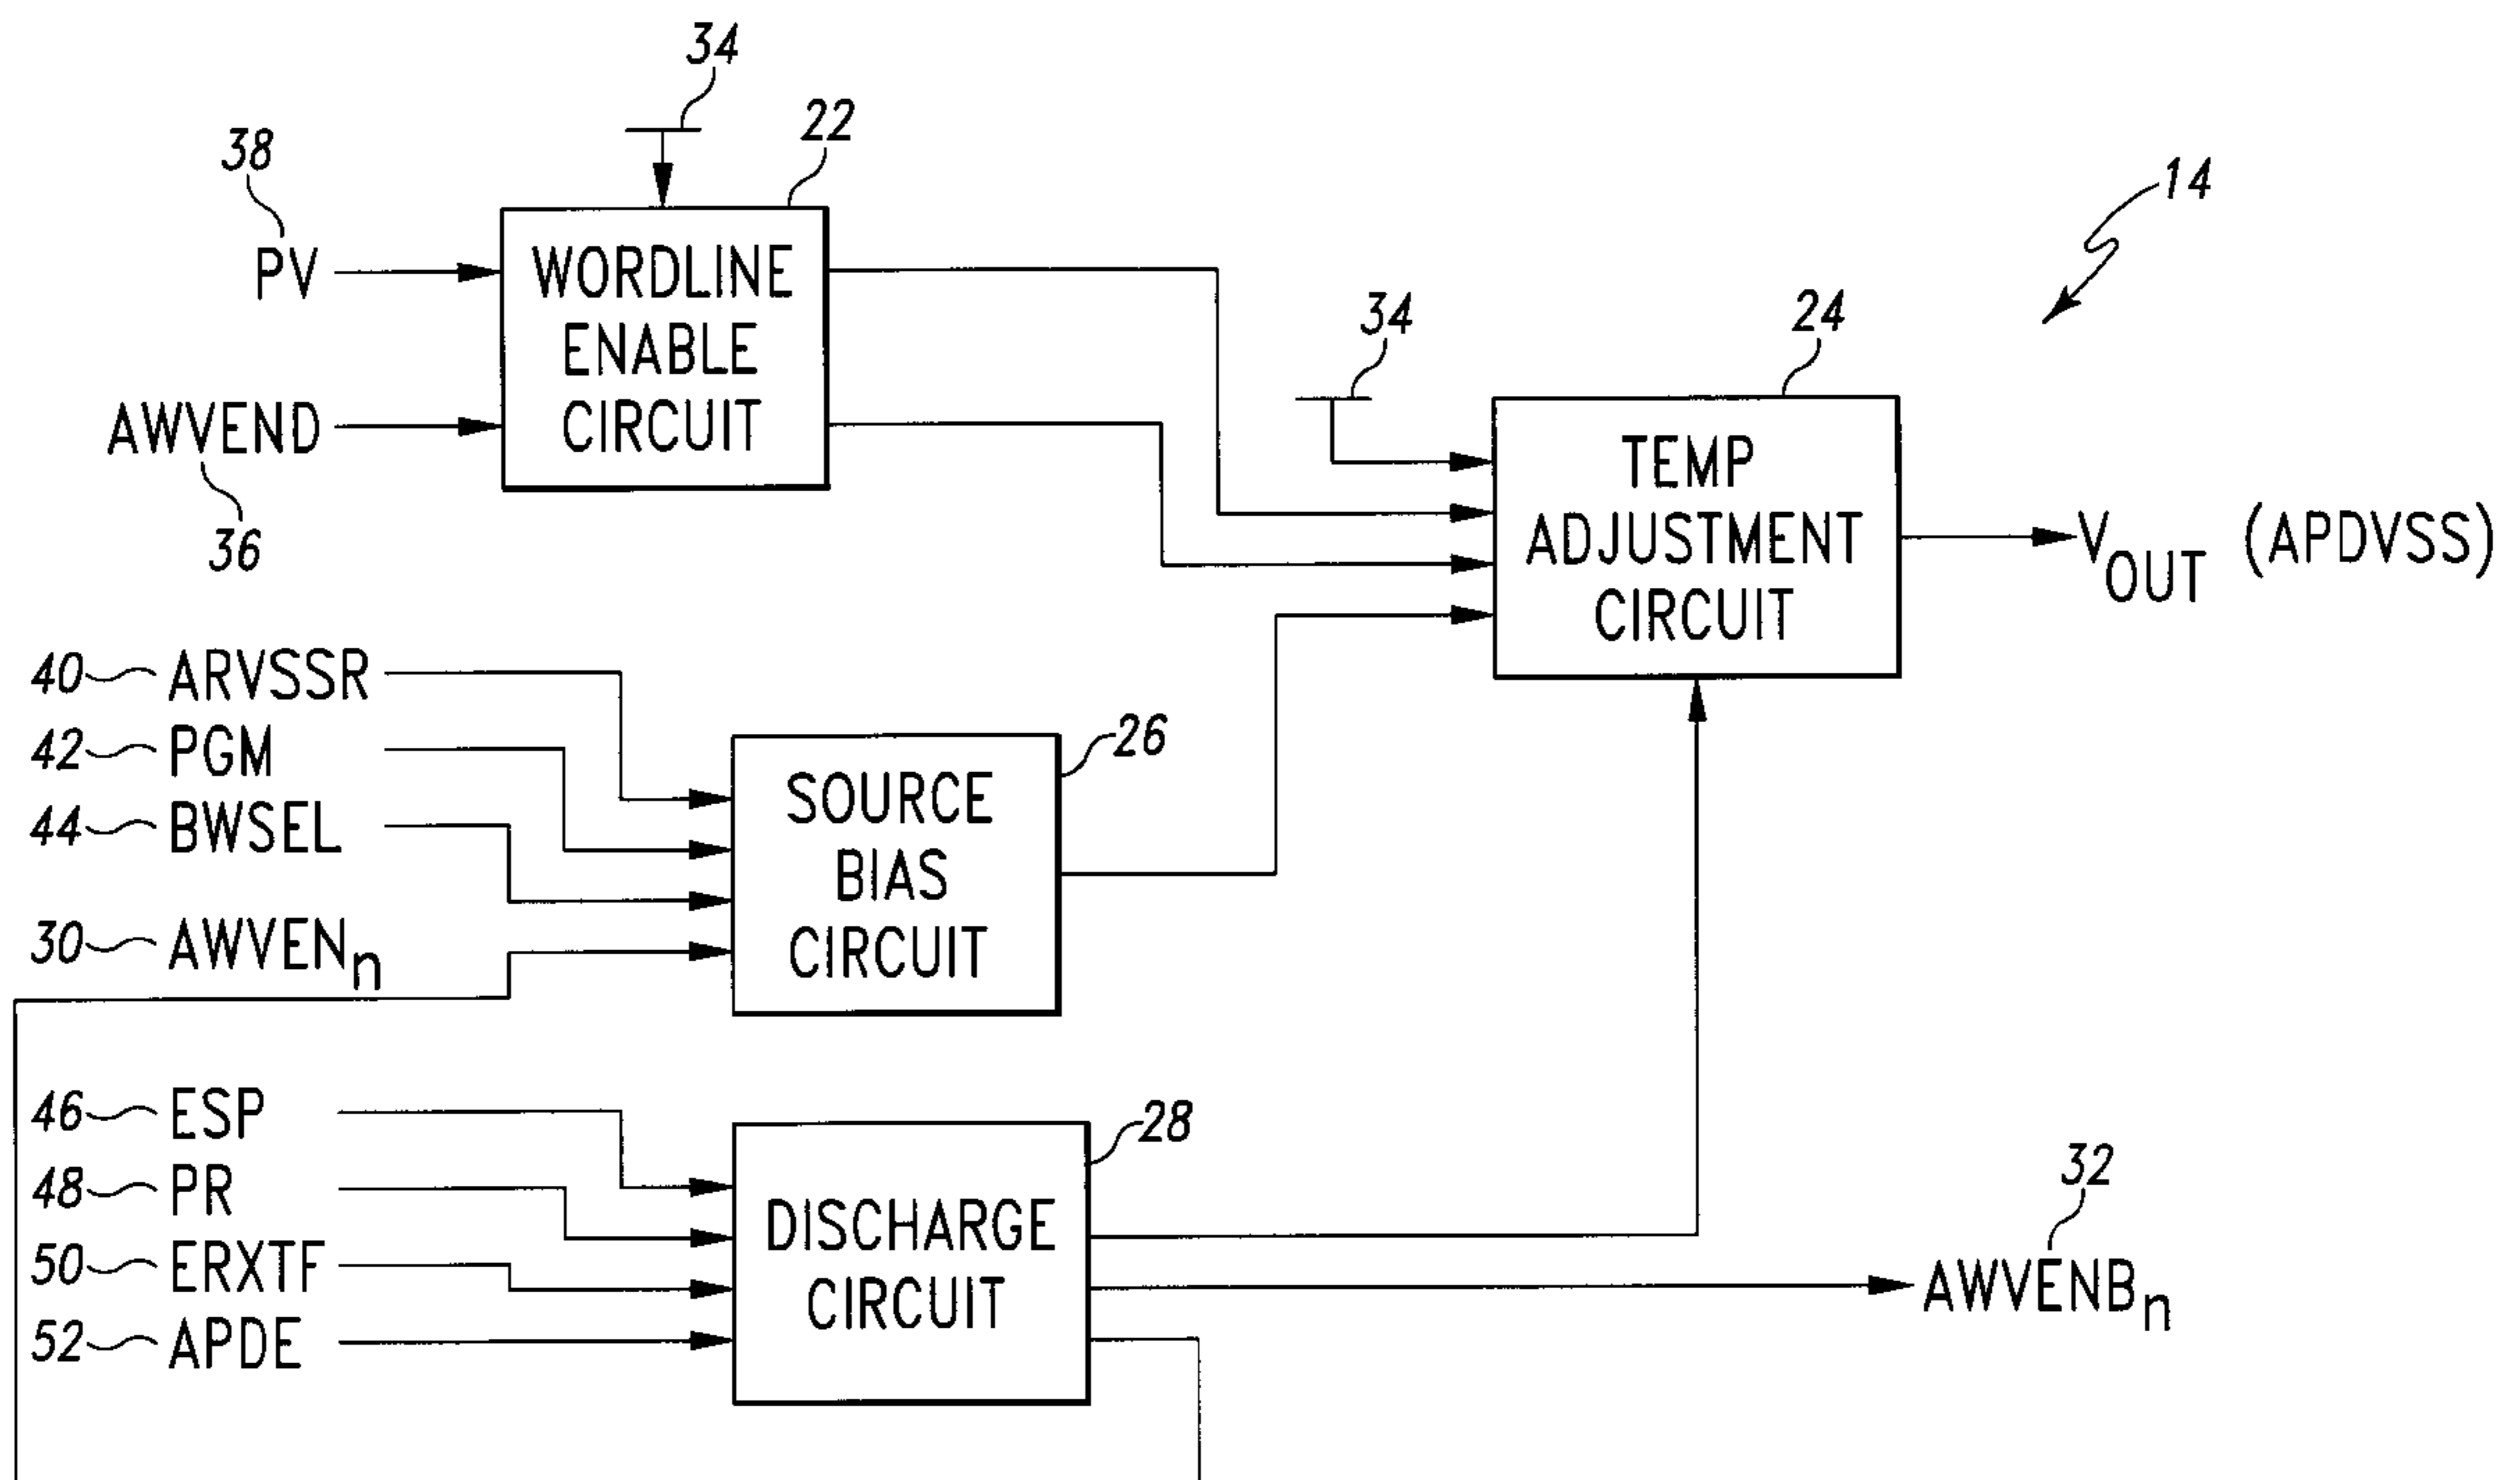 34
22
38
PV
WORDLINE
ENABLE
CIRCUIT
AWVEND
36
14
34
24
TEMP
ADJUSTMENT
CIRCUIT
VOUT (APDVSS)
40 ARVSSR
42 PGM
44 BWSEL
30 AWVENn
26
SOURCE
BIAS
CIRCUIT
46 ESP
48 PR
50 ERXTF
52 APDE
28
DISCHARGE
CIRCUIT
32
AWVENBn